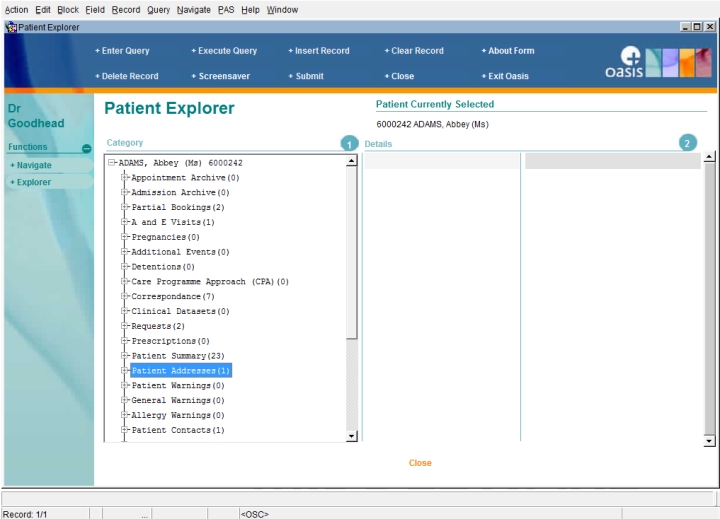 Action Edit Block Field Record Query Navigate PAS Help Window
Patient Explorer
+ Enter Query + Execute Query + Insert Record + Clear Record + About Form
+ Delete Record + Screensaver + Submit + Close + Exit Oasis
oasis
Dr
Goodhead
Functions
+ Navigate
+ Explorer
Patient Explorer
Patient Currently Selected
6000242 ADAMS, Abbey (Ms)
Category 1
Details 2
ADAMS, Abbey (Ms) 6000242
Appointment Archive(0)
Admission Archive(0)
Partial Bookings(2)
A and E Visits(1)
Pregnancies(0)
Additional Events(0)
Detentions(0)
Care Programme Approach (CPA)(0)
Correspondance(7)
Clinical Datasets(0)
Requests(2)
Prescriptions(0)
Patient Summary(23)
Patient Addresses(1)
Patient Warnings(0)
General Warnings(0)
Allergy Warnings(0)
Patient Contacts(1)
Close
Record: 1/1 ... <OSC>